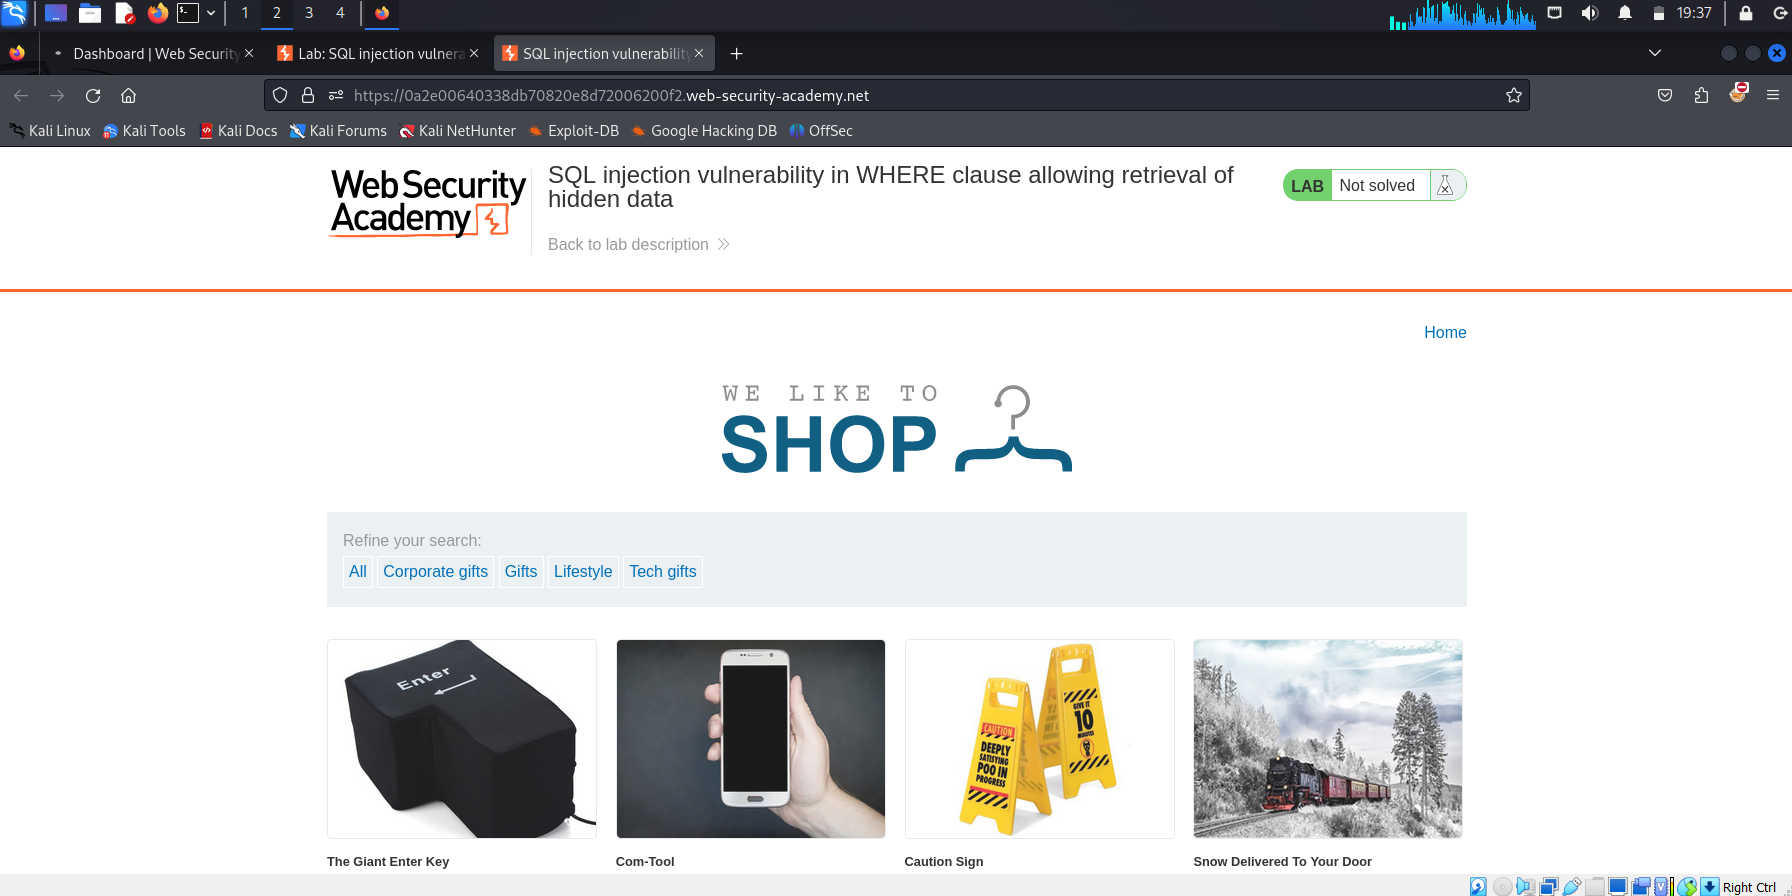 1 2 3 4 19:37
Dashboard | Web Security Lab: SQL injection vulnera SQL injection vulnerability
https://0a2e00640338db70820e8d72006200f2.web-security-academy.net
Kali Linux Kali Tools Kali Docs Kali Forums Kali NetHunter Exploit-DB Google Hacking DB OffSec
Web Security
Academy
SQL injection vulnerability in WHERE clause allowing retrieval of
hidden data
Back to lab description
LAB Not solved
Home
WE LIKE TO
SHOP
Refine your search:
All Corporate gifts Gifts Lifestyle Tech gifts
Enter
CAUTION
DEEPLY
SATISFYING
POO IN
PROGRESS
GIVE IT
10
MINUTES
The Giant Enter Key Com-Tool Caution Sign Snow Delivered To Your Door
Right Ctrl